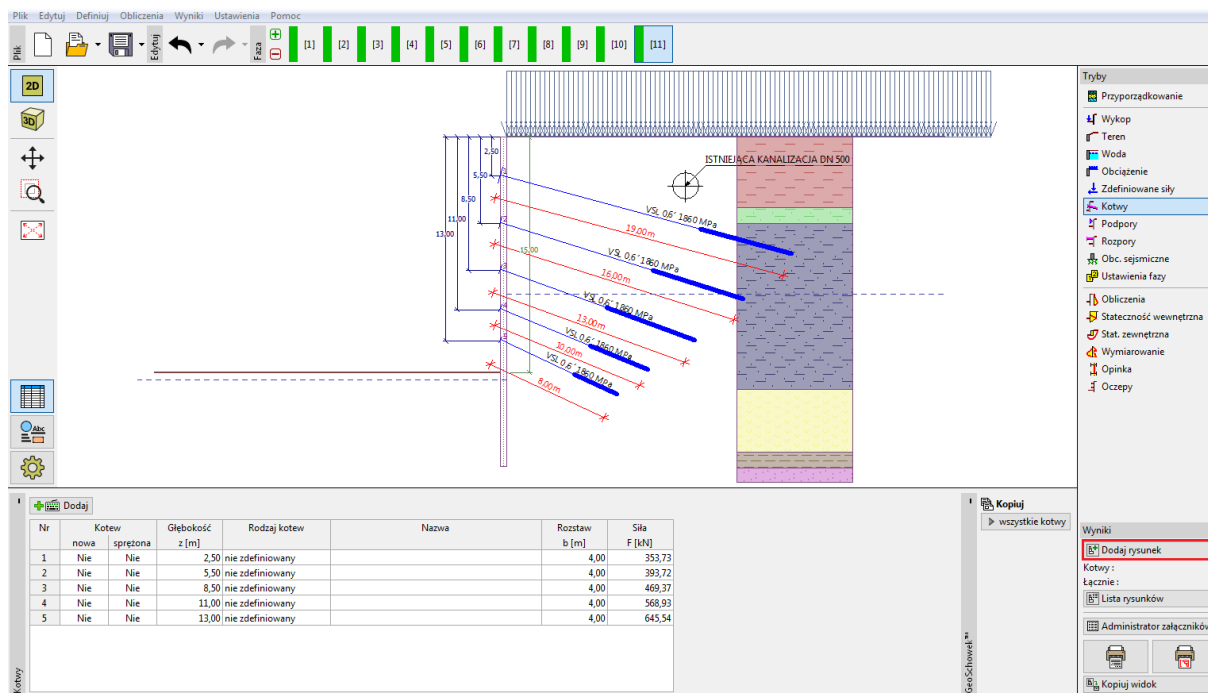 Plik Edytuj Definiuj Obliczenia Wyniki Ustawienia Pomoc
Plik
Edytuj
Faza
[1] [2] [3] [4] [5] [6] [7] [8] [9] [10] [11]
2D
3D
Abc
2,50
5,50
8,50
11,00
13,00
15,00
1
2
3
4
5
ISTNIEJĄCA KANALIZACJA DN 500
VSL 0,6´ 1860 MPa
19,00m
VSL 0,6´ 1860 MPa
16,00m
VSL 0,6´ 1860 MPa
13,00m
VSL 0,6´ 1860 MPa
10,00m
VSL 0,6´ 1860 MPa
8,00m
Tryby
Przyporządkowanie
Wykop
Teren
Woda
Obciążenie
Zdefiniowane siły
Kotwy
Podpory
Rozpory
Obc. sejsmiczne
Ustawienia fazy
Obliczenia
Stateczność wewnętrzna
Stat. zewnętrzna
Wymiarowanie
Opinka
Oczepy
Dodaj
Nr Kotew Głębokość Rodzaj kotew Nazwa Rozstaw Siła
nowa sprężona z [m] b [m] F [kN]
1 Nie Nie 2,50 nie zdefiniowany 4,00 353,73
2 Nie Nie 5,50 nie zdefiniowany 4,00 393,72
3 Nie Nie 8,50 nie zdefiniowany 4,00 469,37
4 Nie Nie 11,00 nie zdefiniowany 4,00 568,93
5 Nie Nie 13,00 nie zdefiniowany 4,00 645,54
Kotwy
GeoSchowek™
Kopiuj
wszystkie kotwy
Wyniki
Dodaj rysunek
Kotwy :
Łącznie :
Lista rysunków
Administrator załączników
Kopiuj widok